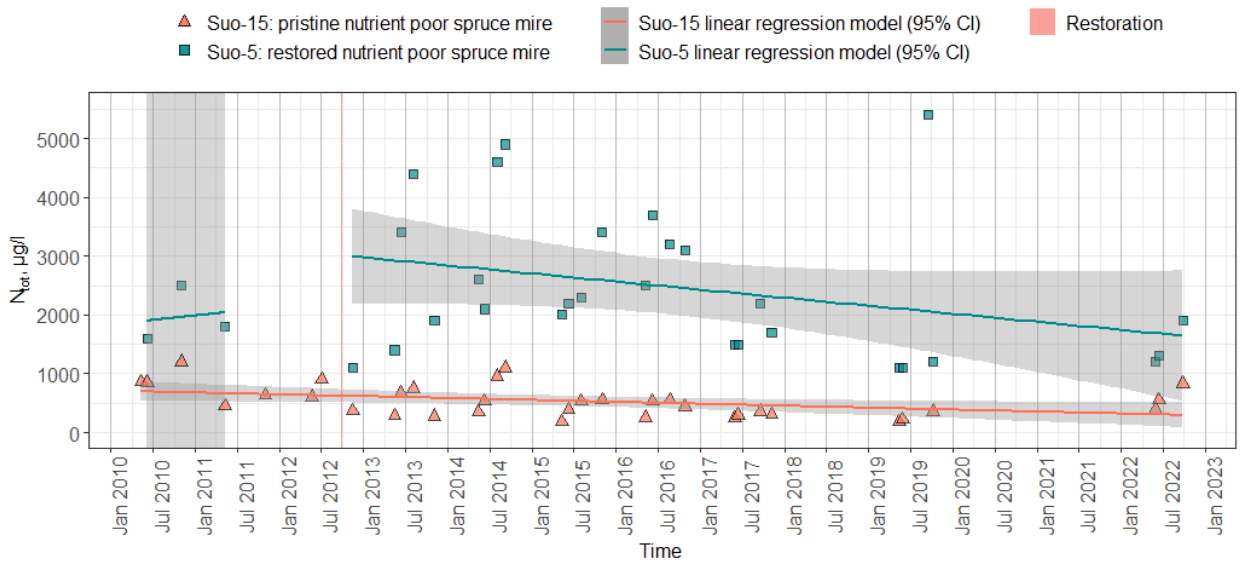 Suo-15: pristine nutrient poor spruce mire
Suo-5: restored nutrient poor spruce mire
Suo-15 linear regression model (95% CI)
Suo-5 linear regression model (95% CI)
Restoration
Ntot, µg/l
5000
4000
3000
2000
1000
0
Jan 2010
Jul 2010
Jan 2011
Jul 2011
Jan 2012
Jul 2012
Jan 2013
Jul 2013
Jan 2014
Jul 2014
Jan 2015
Jul 2015
Jan 2016
Jul 2016
Jan 2017
Jul 2017
Jan 2018
Jul 2018
Jan 2019
Jul 2019
Jan 2020
Jul 2020
Jan 2021
Jul 2021
Jan 2022
Jul 2022
Jan 2023
Time